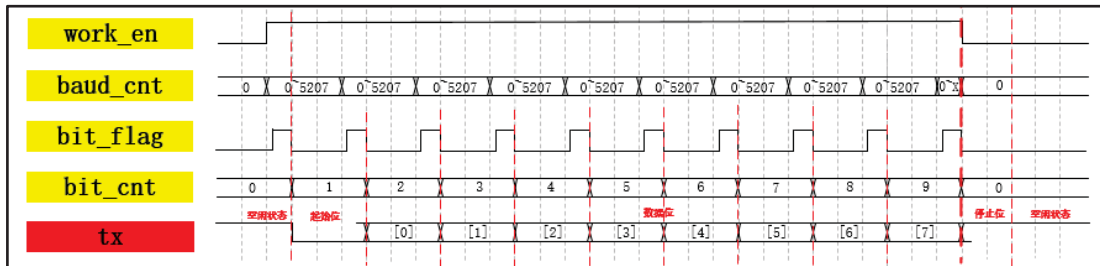 work_en
baud_cnt 0 0~5207 0~5207 0~5207 0~5207 0~5207 0~5207 0~5207 0~5207 0~5207 0~x 0
bit_flag
bit_cnt 0 1 2 3 4 5 6 7 8 9 0
空闲状态 起始位 数据位 停止位 空闲状态
tx [0] [1] [2] [3] [4] [5] [6] [7]